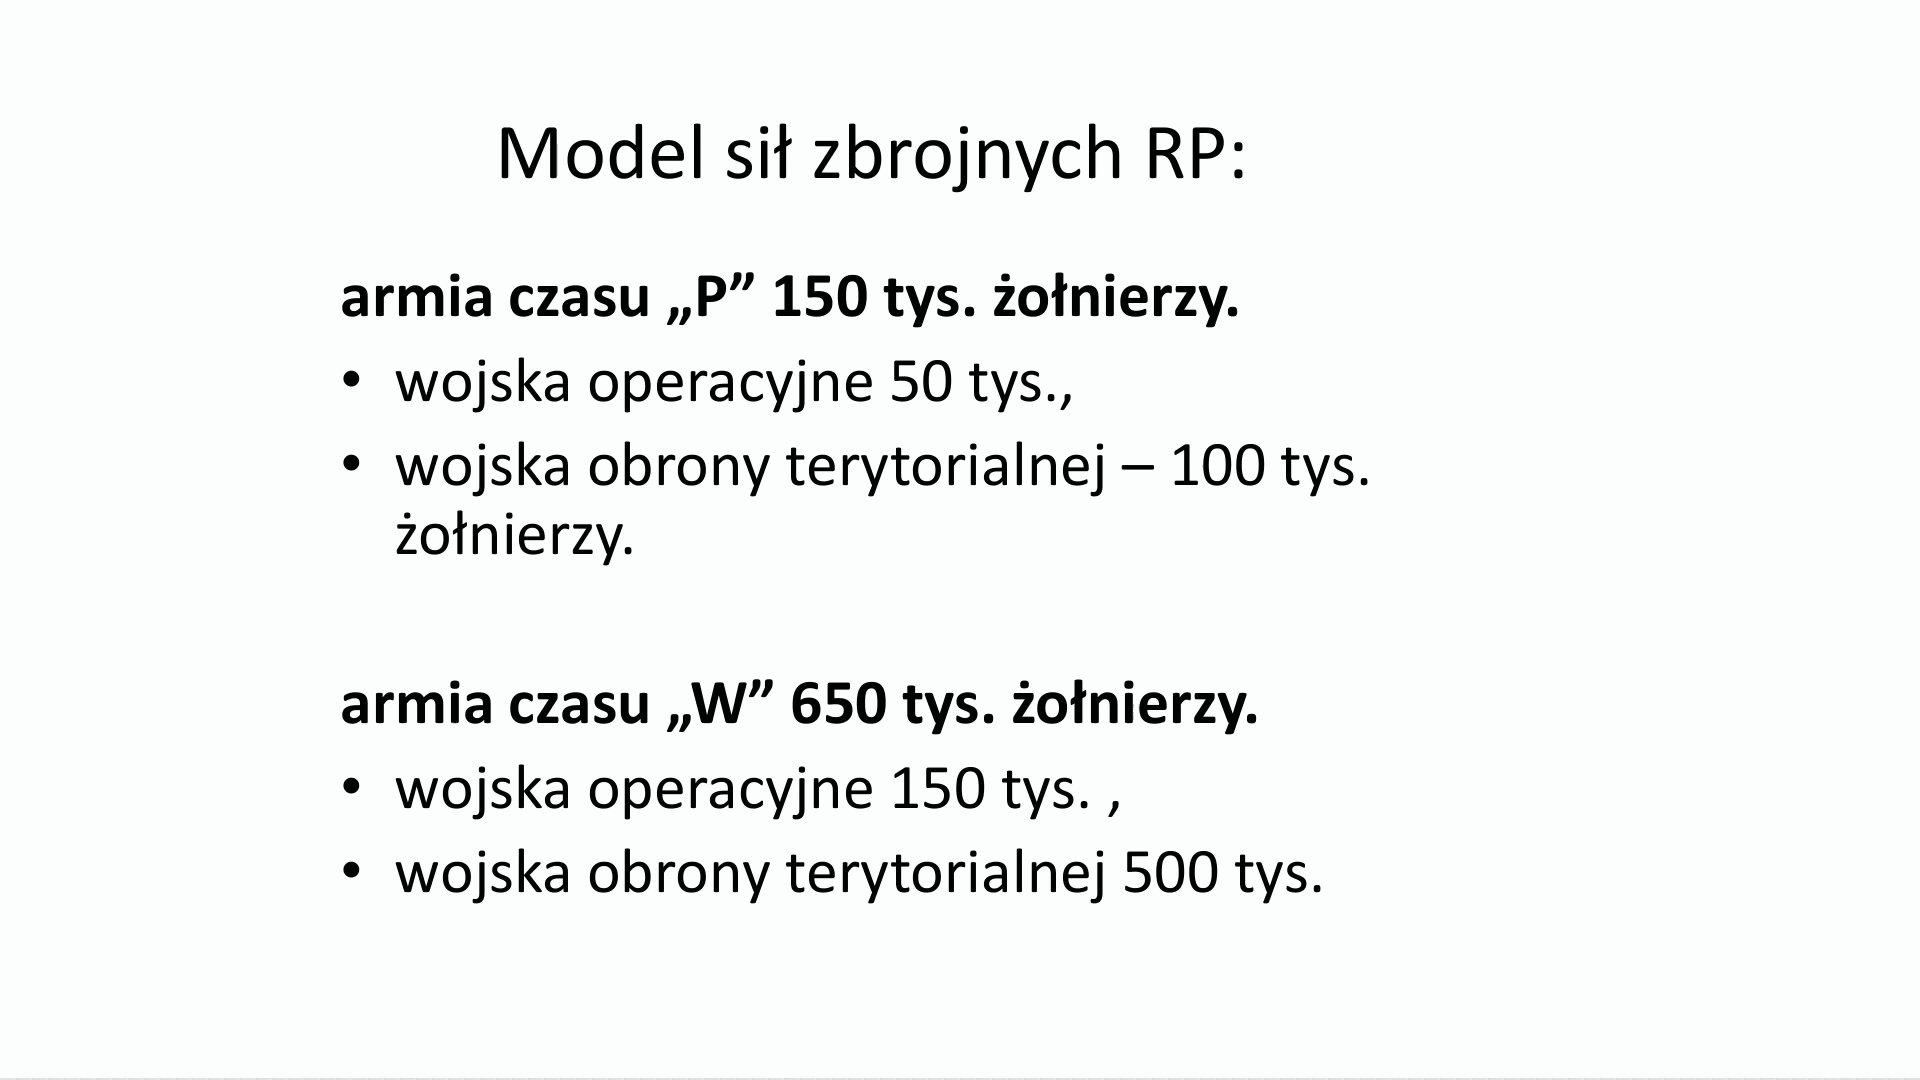 Model sił zbrojnych RP:
armia czasu „P” 150 tys. żołnierzy.
• wojska operacyjne 50 tys.,
• wojska obrony terytorialnej – 100 tys.
żołnierzy.
armia czasu „W” 650 tys. żołnierzy.
• wojska operacyjne 150 tys. ,
• wojska obrony terytorialnej 500 tys.